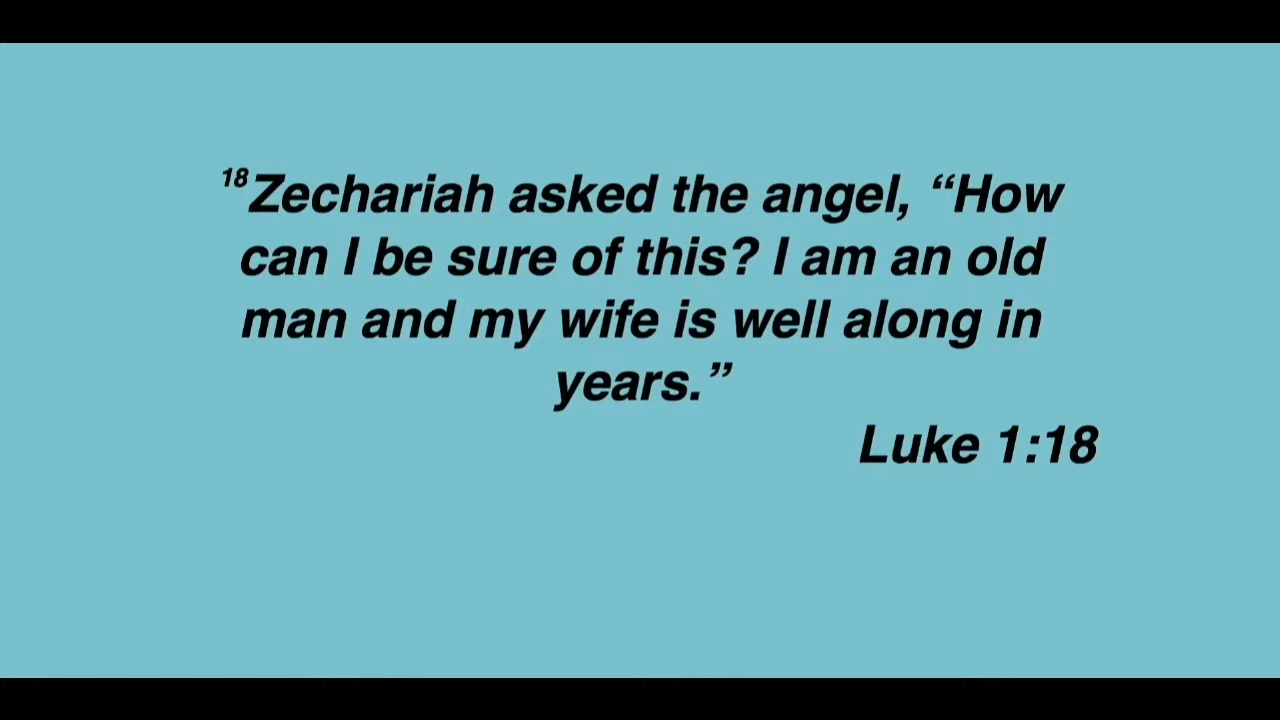 18Zechariah asked the angel, “How
can I be sure of this? I am an old
man and my wife is well along in
years.”
Luke 1:18